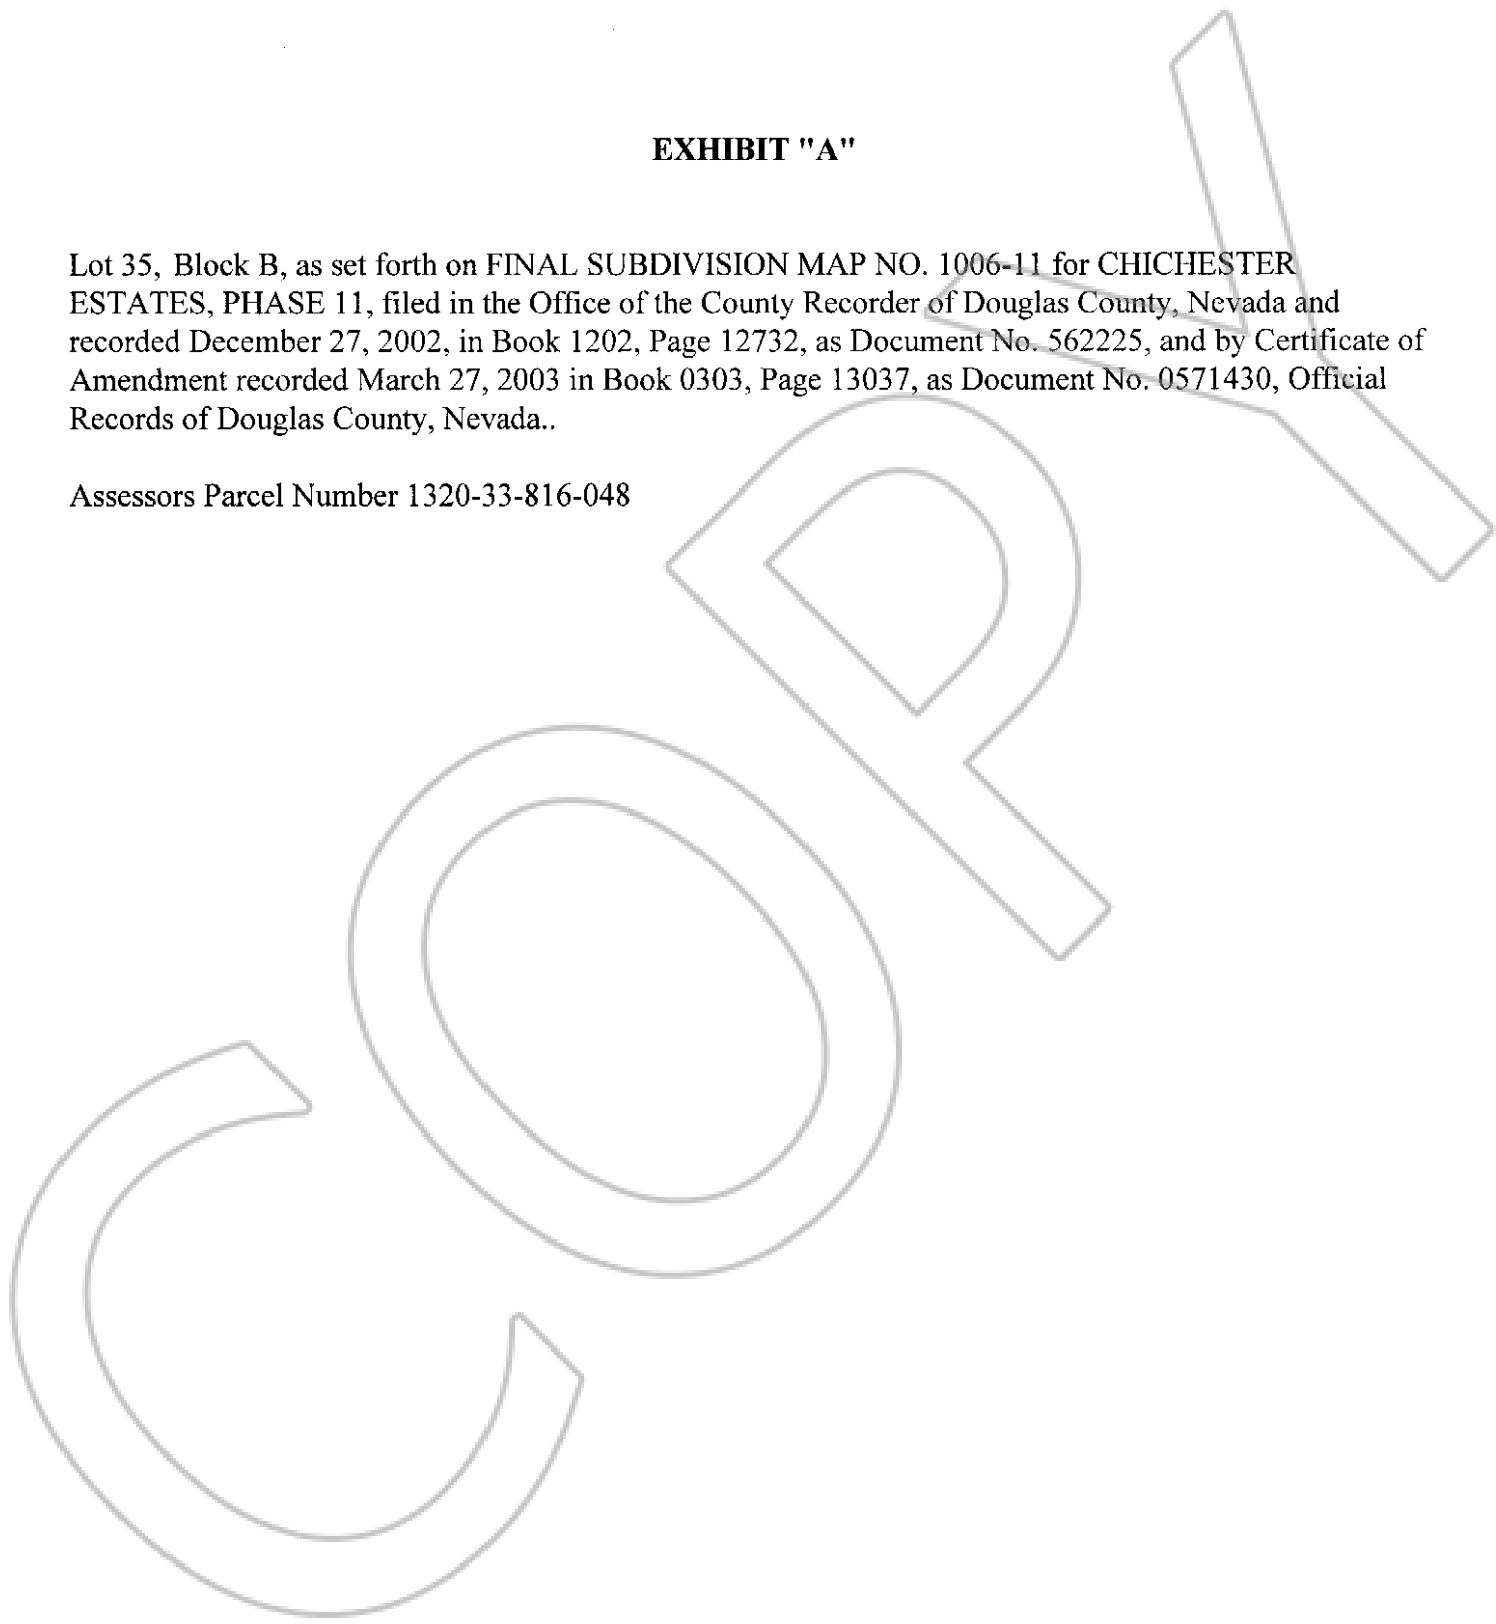 EXHIBIT "A"
Lot 35, Block B, as set forth on FINAL SUBDIVISION MAP NO. 1006-11 for CHICHESTER
ESTATES, PHASE 11, filed in the Office of the County Recorder of Douglas County, Nevada and
recorded December 27, 2002, in Book 1202, Page 12732, as Document No. 562225, and by Certificate of
Amendment recorded March 27, 2003 in Book 0303, Page 13037, as Document No. 0571430, Official
Records of Douglas County, Nevada..
Assessors Parcel Number 1320-33-816-048
COPY